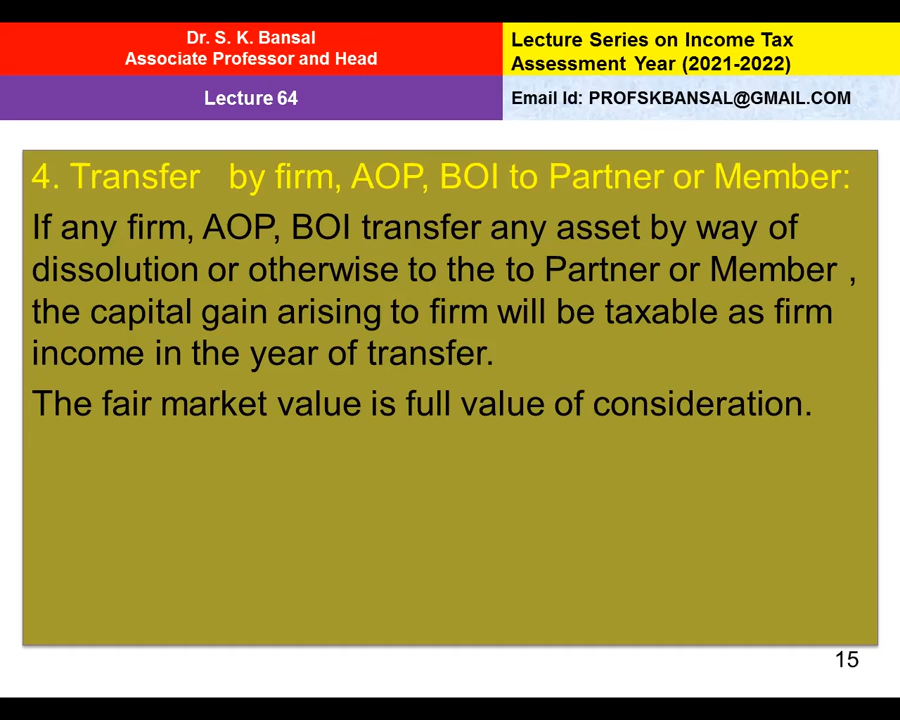 Dr. S. K. Bansal
Associate Professor and Head
Lecture 64
Lecture Series on Income Tax
Assessment Year (2021-2022)
Email Id: PROFSKBANSAL@GMAIL.COM
4. Transfer by firm, AOP, BOI to Partner or Member:
If any firm, AOP, BOI transfer any asset by way of
dissolution or otherwise to the to Partner or Member ,
the capital gain arising to firm will be taxable as firm
income in the year of transfer.
The fair market value is full value of consideration.
15